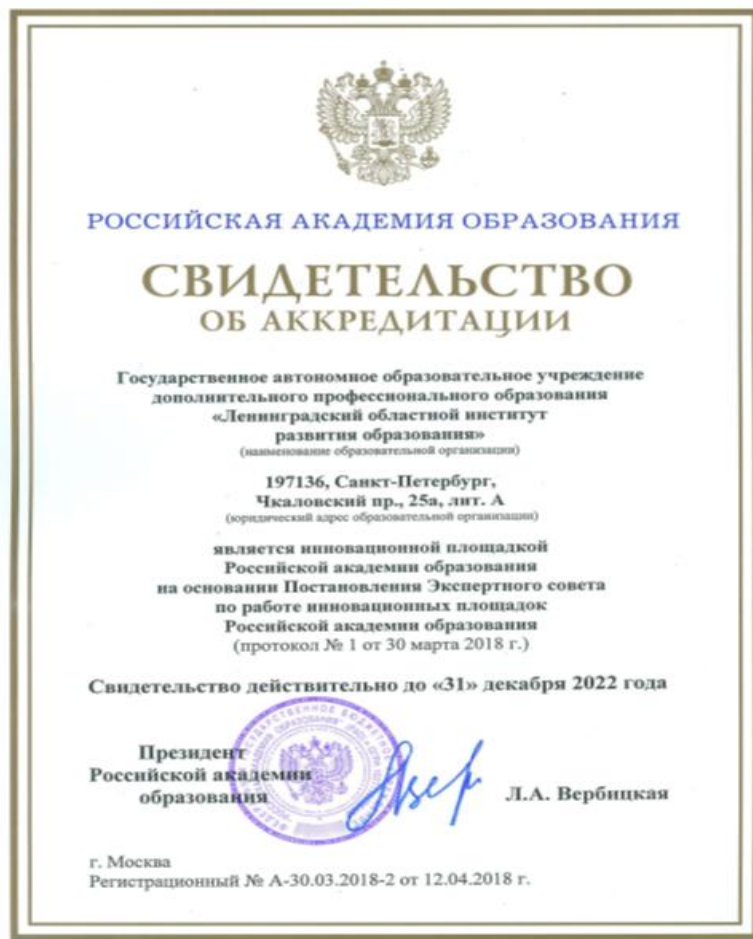 РОССИЙСКАЯ АКАДЕМИЯ ОБРАЗОВАНИЯ
СВИДЕТЕЛЬСТВО
ОБ АККРЕДИТАЦИИ
Государственное автономное образовательное учреждение
дополнительного профессионального образования
«Ленинградский областной институт
развития образования»
(наименование образовательной организации)
197136, Санкт-Петербург,
Чкаловский пр., 25а, лит. А
(юридический адрес образовательной организации)
является инновационной площадкой
Российской академии образования
на основании Постановления Экспертного совета
по работе инновационных площадок
Российской академии образования
(протокол № 1 от 30 марта 2018 г.)
Свидетельство действительно до «31» декабря 2022 года
Президент
Российской академии
образования
Л.А. Вербицкая
г. Москва
Регистрационный № А-30.03.2018-2 от 12.04.2018 г.